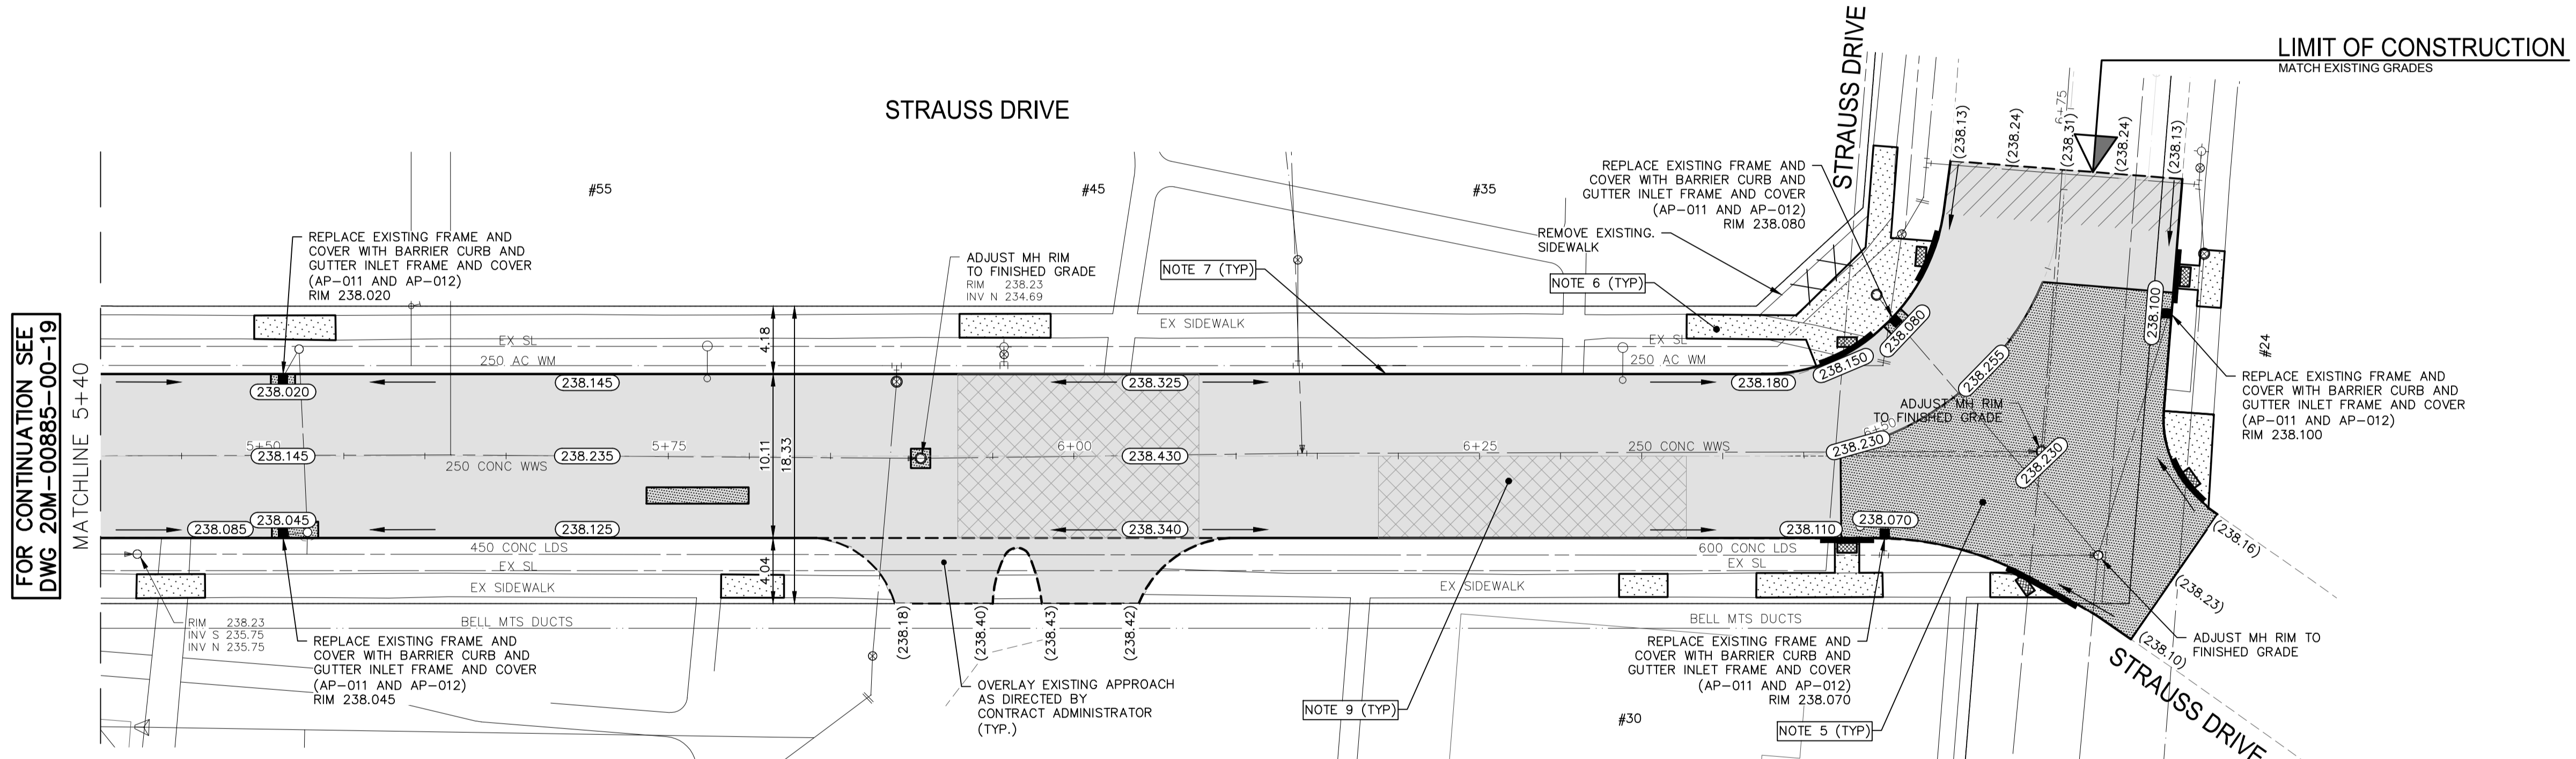 LIMIT OF CONSTRUCTION
MATCH EXISTING GRADES
STRAUSS DRIVE
STRAUSS DRIVE
6+75
(238.13)
(238.24)
(238.31)
(238.24)
(238.13)
#55
#45
#35
REPLACE EXISTING FRAME AND
COVER WITH BARRIER CURB AND
GUTTER INLET FRAME AND COVER
(AP-011 AND AP-012)
RIM 238.080
REMOVE EXISTING.
SIDEWALK
REPLACE EXISTING FRAME AND
COVER WITH BARRIER CURB AND
GUTTER INLET FRAME AND COVER
(AP-011 AND AP-012)
RIM 238.020
ADJUST MH RIM
TO FINISHED GRADE
RIM 238.23
INV N 234.69
NOTE 7 (TYP)
NOTE 6 (TYP)
FOR CONTINUATION SEE
DWG 20M-00885-00-19
MATCHLINE 5+40
4.18
10.11
18.33
4.04
EX SIDEWALK
EX SL
EX SL
250 AC WM
250 AC WM
238.020
238.145
238.325
238.180
238.150
238.080
238.255
238.100
#24
REPLACE EXISTING FRAME AND
COVER WITH BARRIER CURB AND
GUTTER INLET FRAME AND COVER
(AP-011 AND AP-012)
RIM 238.100
ADJUST MH RIM
TO FINISHED GRADE
5+50
5+75
6+00
6+25
6+50
238.145
238.235
238.430
238.230
238.230
250 CONC WWS
250 CONC WWS
238.085
238.045
238.125
238.340
238.110
238.070
450 CONC LDS
600 CONC LDS
EX SL
EX SL
EX SIDEWALK
EX SIDEWALK
BELL MTS DUCTS
BELL MTS DUCTS
(238.18)
(238.40)
(238.43)
(238.42)
(238.16)
(238.23)
(238.10)
RIM 238.23
INV S 235.75
INV N 235.75
REPLACE EXISTING FRAME AND
COVER WITH BARRIER CURB AND
GUTTER INLET FRAME AND COVER
(AP-011 AND AP-012)
RIM 238.045
OVERLAY EXISTING APPROACH
AS DIRECTED BY
CONTRACT ADMINISTRATOR
(TYP.)
NOTE 9 (TYP)
REPLACE EXISTING FRAME AND
COVER WITH BARRIER CURB AND
GUTTER INLET FRAME AND COVER
(AP-011 AND AP-012)
RIM 238.070
#30
NOTE 5 (TYP)
ADJUST MH RIM TO
FINISHED GRADE
STRAUSS DRIVE